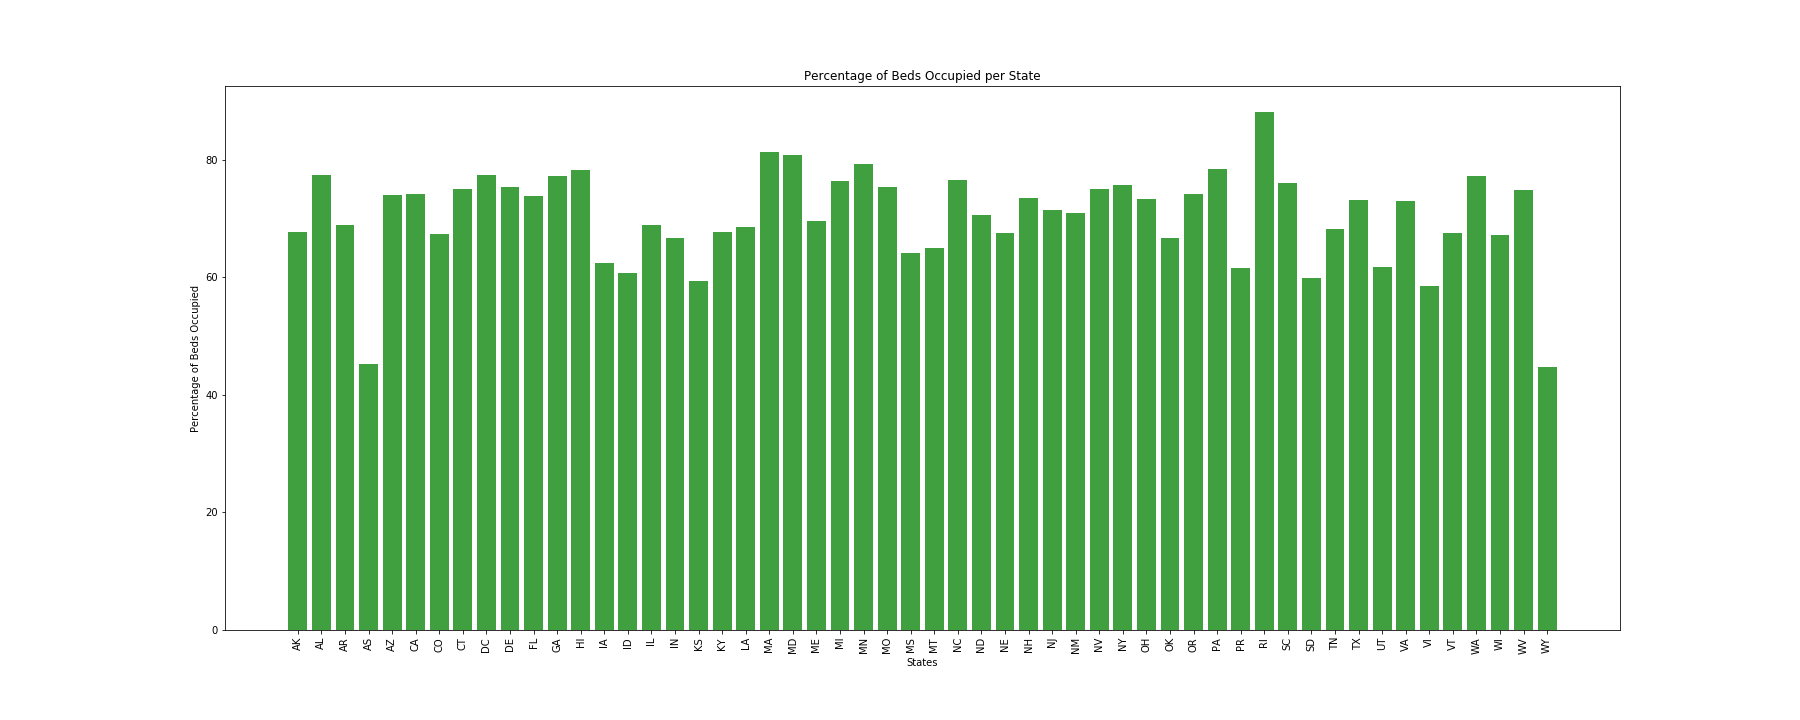 Percentage of Beds Occupied per State
Percentage of Beds Occupied
80
60
40
20
0
AK AL AR AS AZ CA CO CT DC DE FL GA HI IA ID IL IN KS KY LA MA MD ME MI MN MO MS MT NC ND NE NH NJ NM NV NY OH OK OR PA PR RI SC SD TN TX UT VA VI VT WA WI WV WY
States